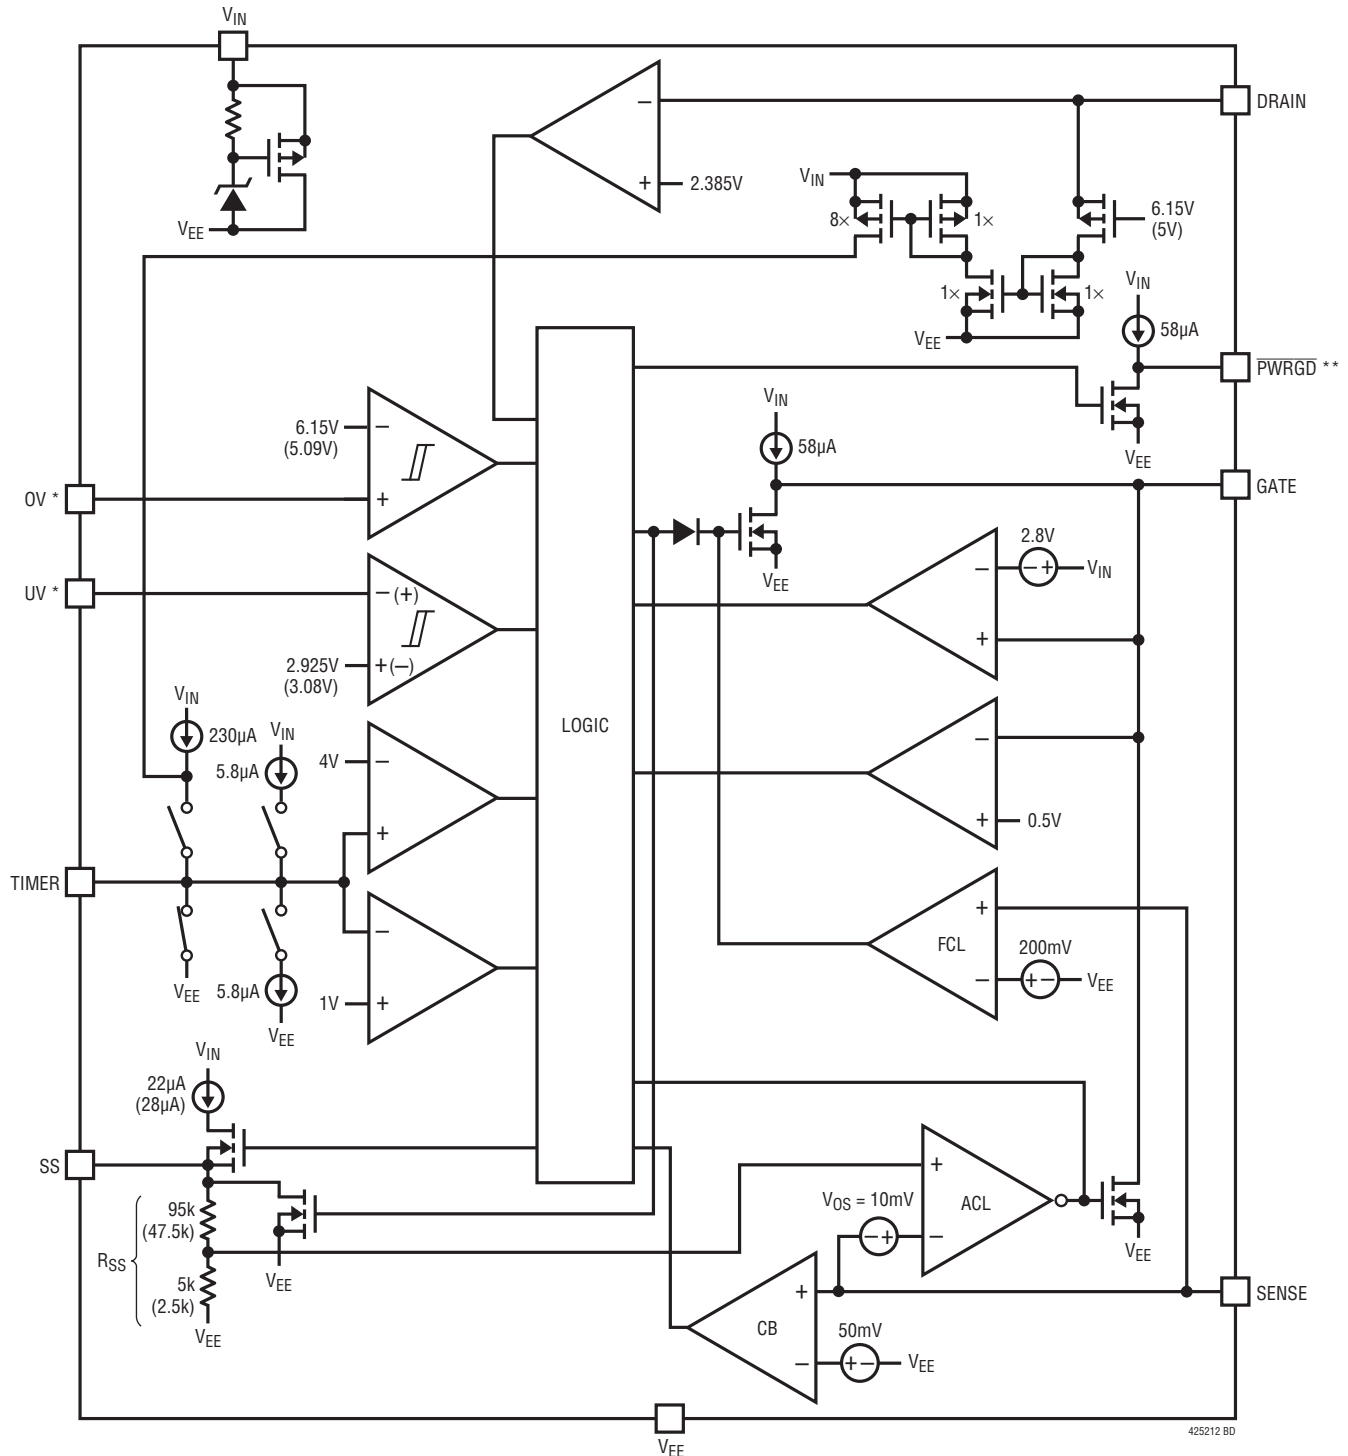 VIN
DRAIN
−
+
2.385V
VIN
8×
1×
6.15V
(5V)
VEE
1×
1×
VIN
58µA
VEE
PWRGD **
VEE
VIN
58µA
6.15V
(5.09V)
−
+
OV *
GATE
VEE
2.8V
−
− +
VIN
+
UV *
− (+)
2.925V
(3.08V)
+ (−)
LOGIC
VIN
230µA
VIN
5.8µA
4V
−
+
−
+
0.5V
TIMER
−
1V
+
VEE
5.8µA
VEE
+
FCL
−
200mV
+ −
VEE
VIN
22µA
(28µA)
SS
95k
(47.5k)
RSS
5k
(2.5k)
VEE
VEE
+
ACL
−
VOS = 10mV
− +
VEE
SENSE
+
CB
−
50mV
+ −
VEE
VEE
425212 BD